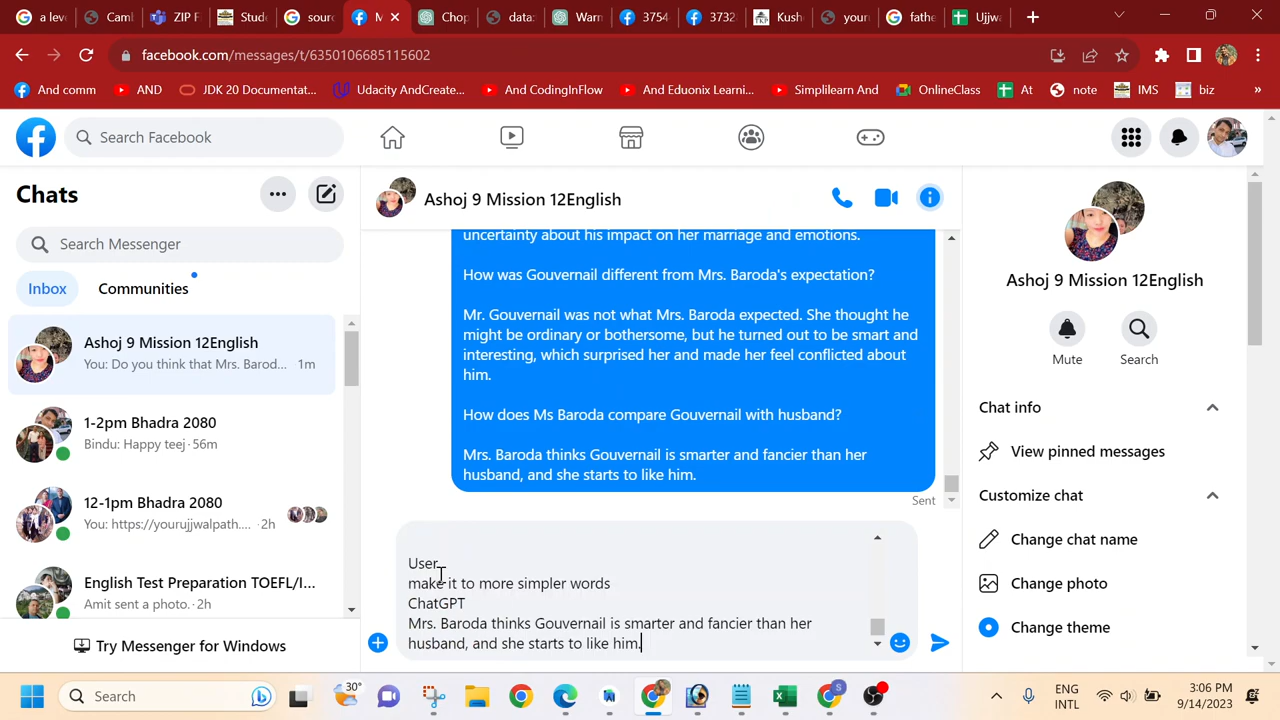 a leve
Camb
ZIP F
Stude
sourc
M
Chop
data:
Warn
3754
3732
Kush
your
fathe
Ujjwa
facebook.com/messages/t/6350106685115602
And comm
AND
JDK 20 Documentat...
Udacity AndCreate...
And CodingInFlow
And Eduonix Learni...
Simplilearn And
OnlineClass
At
note
IMS
biz
»
Search Facebook
Chats
Search Messenger
Inbox
Communities
Ashoj 9 Mission 12English
You: Do you think that Mrs. Barod... 1m
1-2pm Bhadra 2080
Bindu: Happy teej · 56m
12-1pm Bhadra 2080
You: https://yourujjwalpath.... · 2h
English Test Preparation TOEFL/I...
Amit sent a photo. · 2h
Try Messenger for Windows
Ashoj 9 Mission 12English
uncertainty about his impact on her marriage and emotions.
How was Gouvernail different from Mrs. Baroda's expectation?
Mr. Gouvernail was not what Mrs. Baroda expected. She thought he
might be ordinary or bothersome, but he turned out to be smart and
interesting, which surprised her and made her feel conflicted about
him.
How does Ms Baroda compare Gouvernail with husband?
Mrs. Baroda thinks Gouvernail is smarter and fancier than her
husband, and she starts to like him.
Sent
User
make it to more simpler words
ChatGPT
Mrs. Baroda thinks Gouvernail is smarter and fancier than her
husband, and she starts to like him.
Ashoj 9 Mission 12English
Mute
Search
Chat info
View pinned messages
Customize chat
Change chat name
Change photo
Change theme
Search
30°
ENG
INTL
3:06 PM
9/14/2023